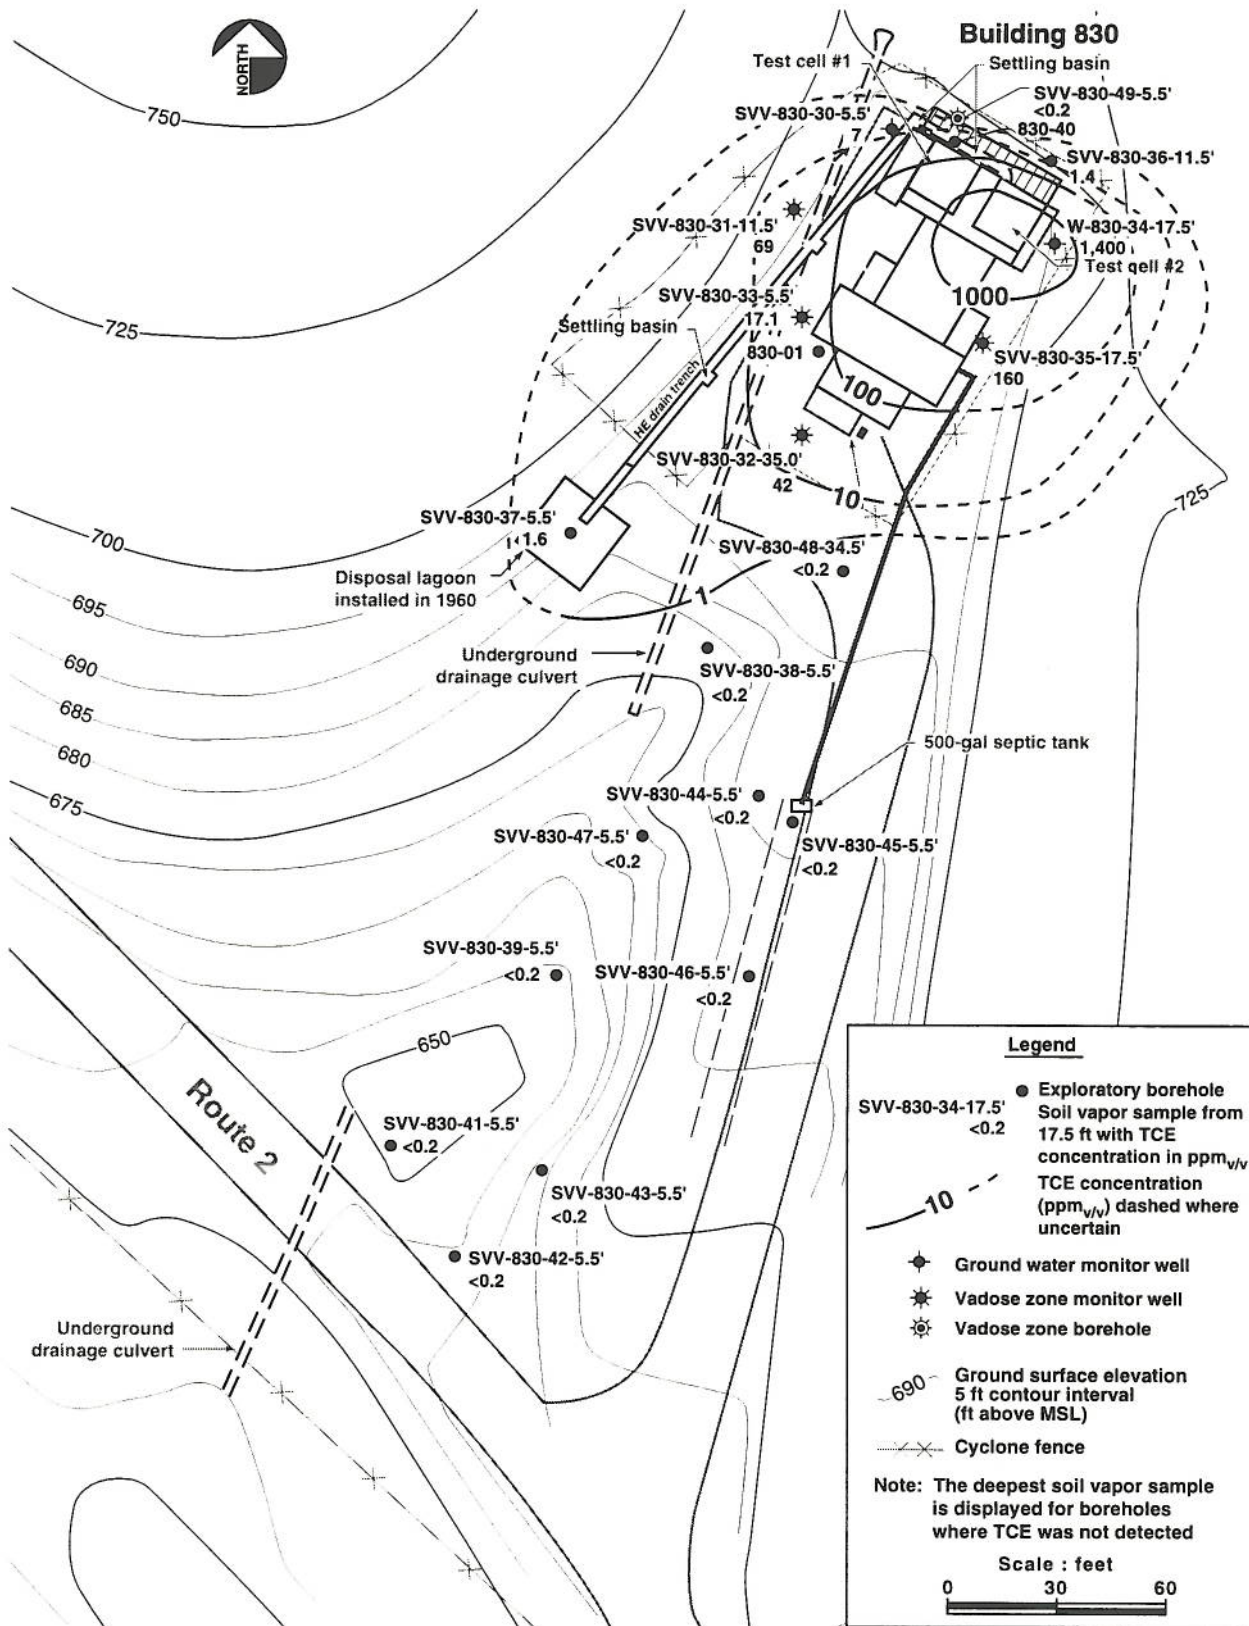 NORTH
Building 830
Test cell #1
Settling basin
SVV-830-49-5.5'
<0.2
830-40
SVV-830-30-5.5'
7
SVV-830-36-11.5'
1.4
750
SVV-830-31-11.5'
69
W-830-34-17.5'
1,400
Test cell #2
1000
SVV-830-33-5.5'
17.1
725
Settling basin
830-01
SVV-830-35-17.5'
160
100
HE drain trench
SVV-830-32-35.0'
42
10
725
SVV-830-37-5.5'
1.6
700
SVV-830-48-34.5'
<0.2
Disposal lagoon
installed in 1960
1
695
690
685
680
675
Underground
drainage culvert
SVV-830-38-5.5'
<0.2
500-gal septic tank
SVV-830-44-5.5'
<0.2
SVV-830-47-5.5'
<0.2
SVV-830-45-5.5'
<0.2
SVV-830-39-5.5'
<0.2
SVV-830-46-5.5'
<0.2
650
Route 2
SVV-830-41-5.5'
<0.2
SVV-830-43-5.5'
<0.2
SVV-830-42-5.5'
<0.2
Underground
drainage culvert
Legend
SVV-830-34-17.5'
<0.2
Exploratory borehole
Soil vapor sample from
17.5 ft with TCE
concentration in ppmv/v
10
TCE concentration
(ppmv/v) dashed where
uncertain
Ground water monitor well
Vadose zone monitor well
Vadose zone borehole
690
Ground surface elevation
5 ft contour interval
(ft above MSL)
Cyclone fence
Note: The deepest soil vapor sample
is displayed for boreholes
where TCE was not detected
Scale : feet
0 30 60